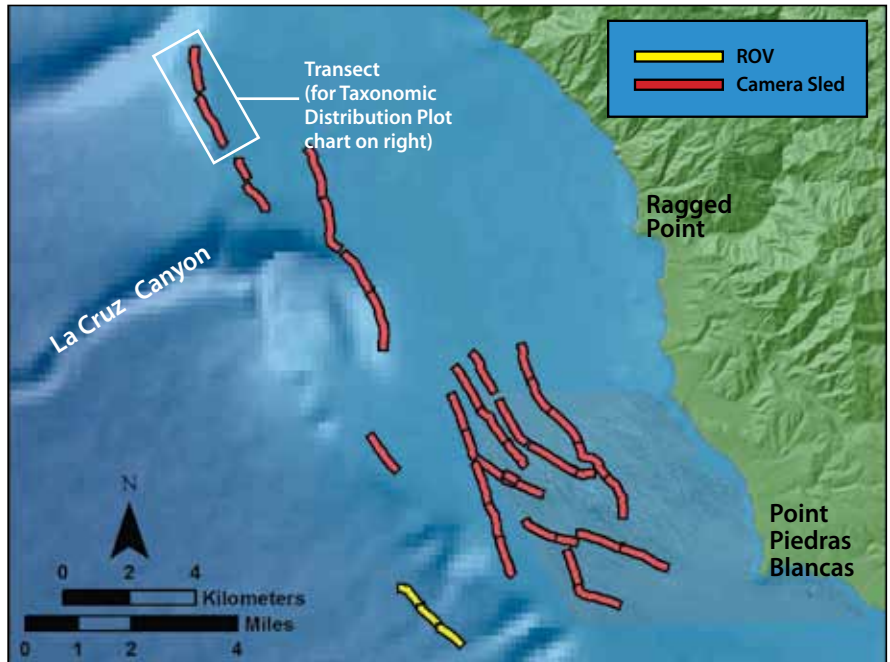 Transect
(for Taxonomic
Distribution Plot
chart on right)
ROV
Camera Sled
Ragged
Point
La Cruz Canyon
Point
Piedras
Blancas
N
0 2 4
Kilometers
Miles
0 1 2 4